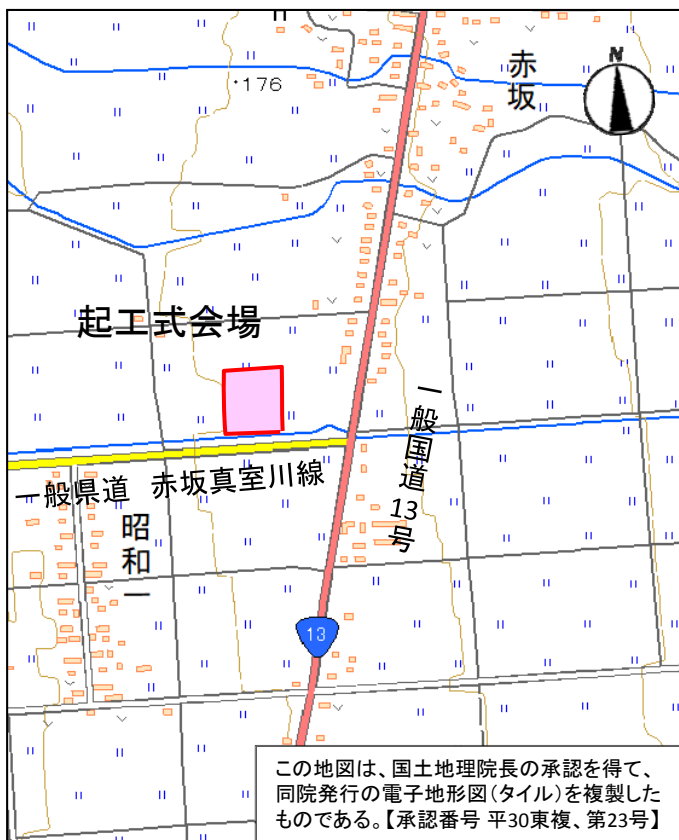 N
赤坂
176
起工式会場
一般国道13号
一般県道 赤坂真室川線
昭和一
13
この地図は、国土地理院長の承認を得て、
同院発行の電子地形図(タイル)を複製した
ものである。【承認番号 平30東複、第23号】